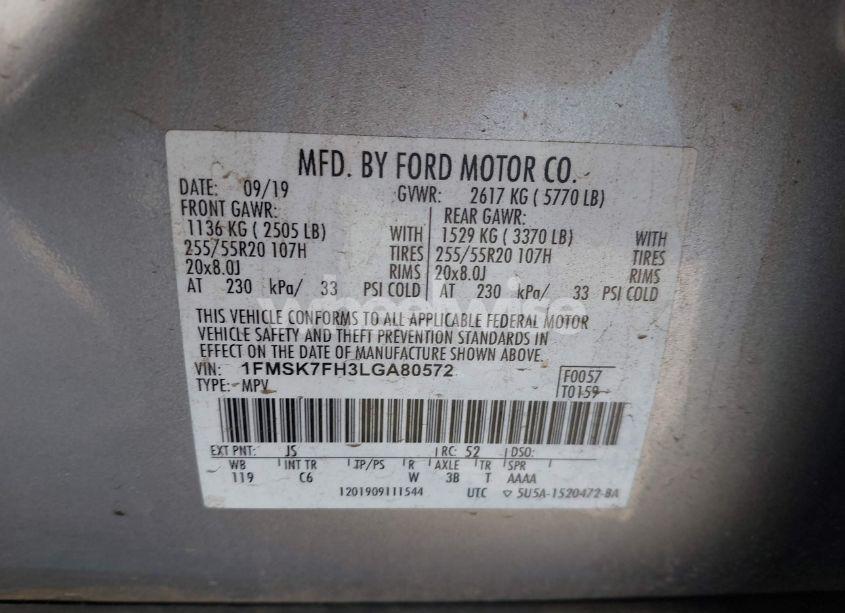 MFD. BY FORD MOTOR CO.
DATE: 09/19 GVWR: 2617 KG ( 5770 LB)
FRONT GAWR: REAR GAWR:
1136 KG ( 2505 LB) WITH 1529 KG ( 3370 LB) WITH
255/55R20 107H TIRES 255/55R20 107H TIRES
20x8.0J RIMS 20x8.0J RIMS
AT 230 kPa/ 33 PSI COLD AT 230 kPa/ 33 PSI COLD
THIS VEHICLE CONFORMS TO ALL APPLICABLE FEDERAL MOTOR
VEHICLE SAFETY AND THEFT PREVENTION STANDARDS IN
EFFECT ON THE DATE OF MANUFACTURE SHOWN ABOVE.
VIN: 1FMSK7FH3LGA80572 F0057
TYPE: MPV T0159
EXT PNT: JS RC: 52 DSO:
WB INT TR TP/PS R AXLE TR SPR
119 C6 W 3B T AAAA
1201909111544 UTC ▽ 5U5A-1520472-BA